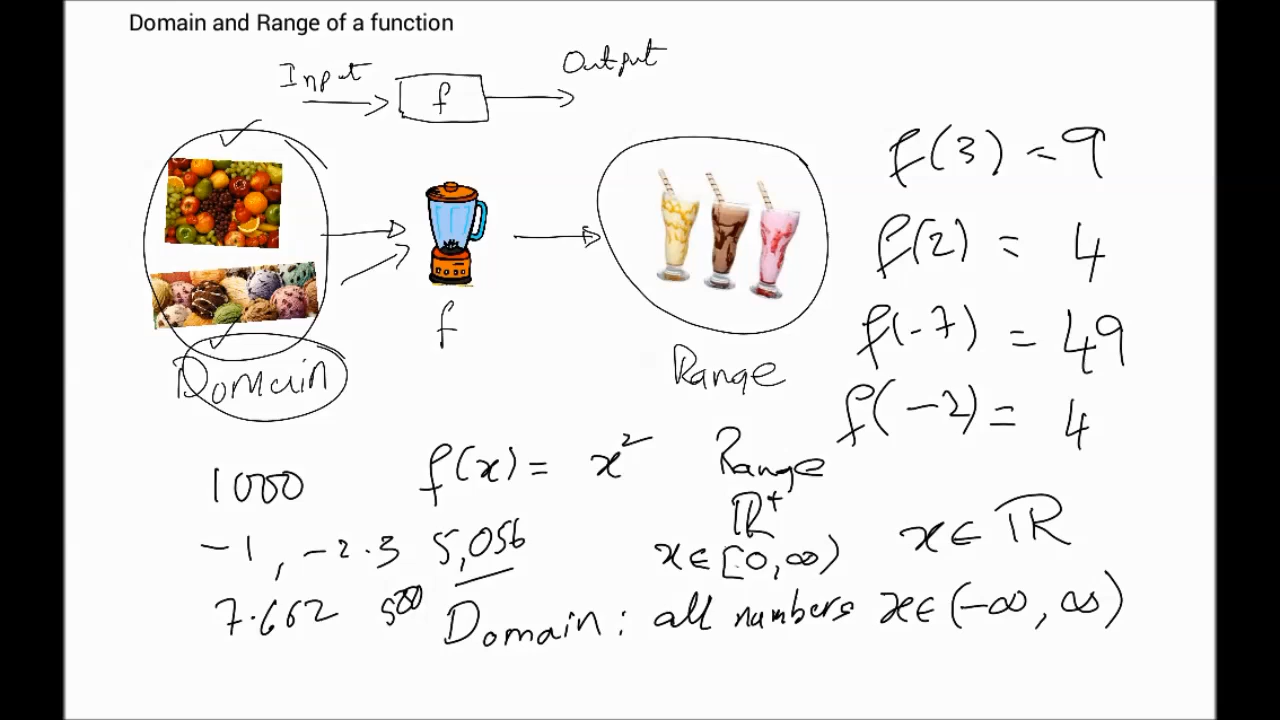 Domain and Range of a function
Input f Output
f(3) = 9
f(2) = 4
f
f(-7) = 49
Domain
Range
f(-2) = 4
1000
f(x) = x²
Range
ℝ⁺
-1, -2.3 5,056
x ∈ [0, ∞)
x ∈ ℝ
7.662
Domain: all numbers x ∈ (-∞, ∞)